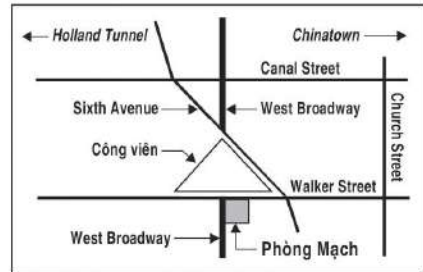 Holland Tunnel
Chinatown
Canal Street
Sixth Avenue
West Broadway
Church Street
Công viên
Walker Street
West Broadway
Phòng Mạch